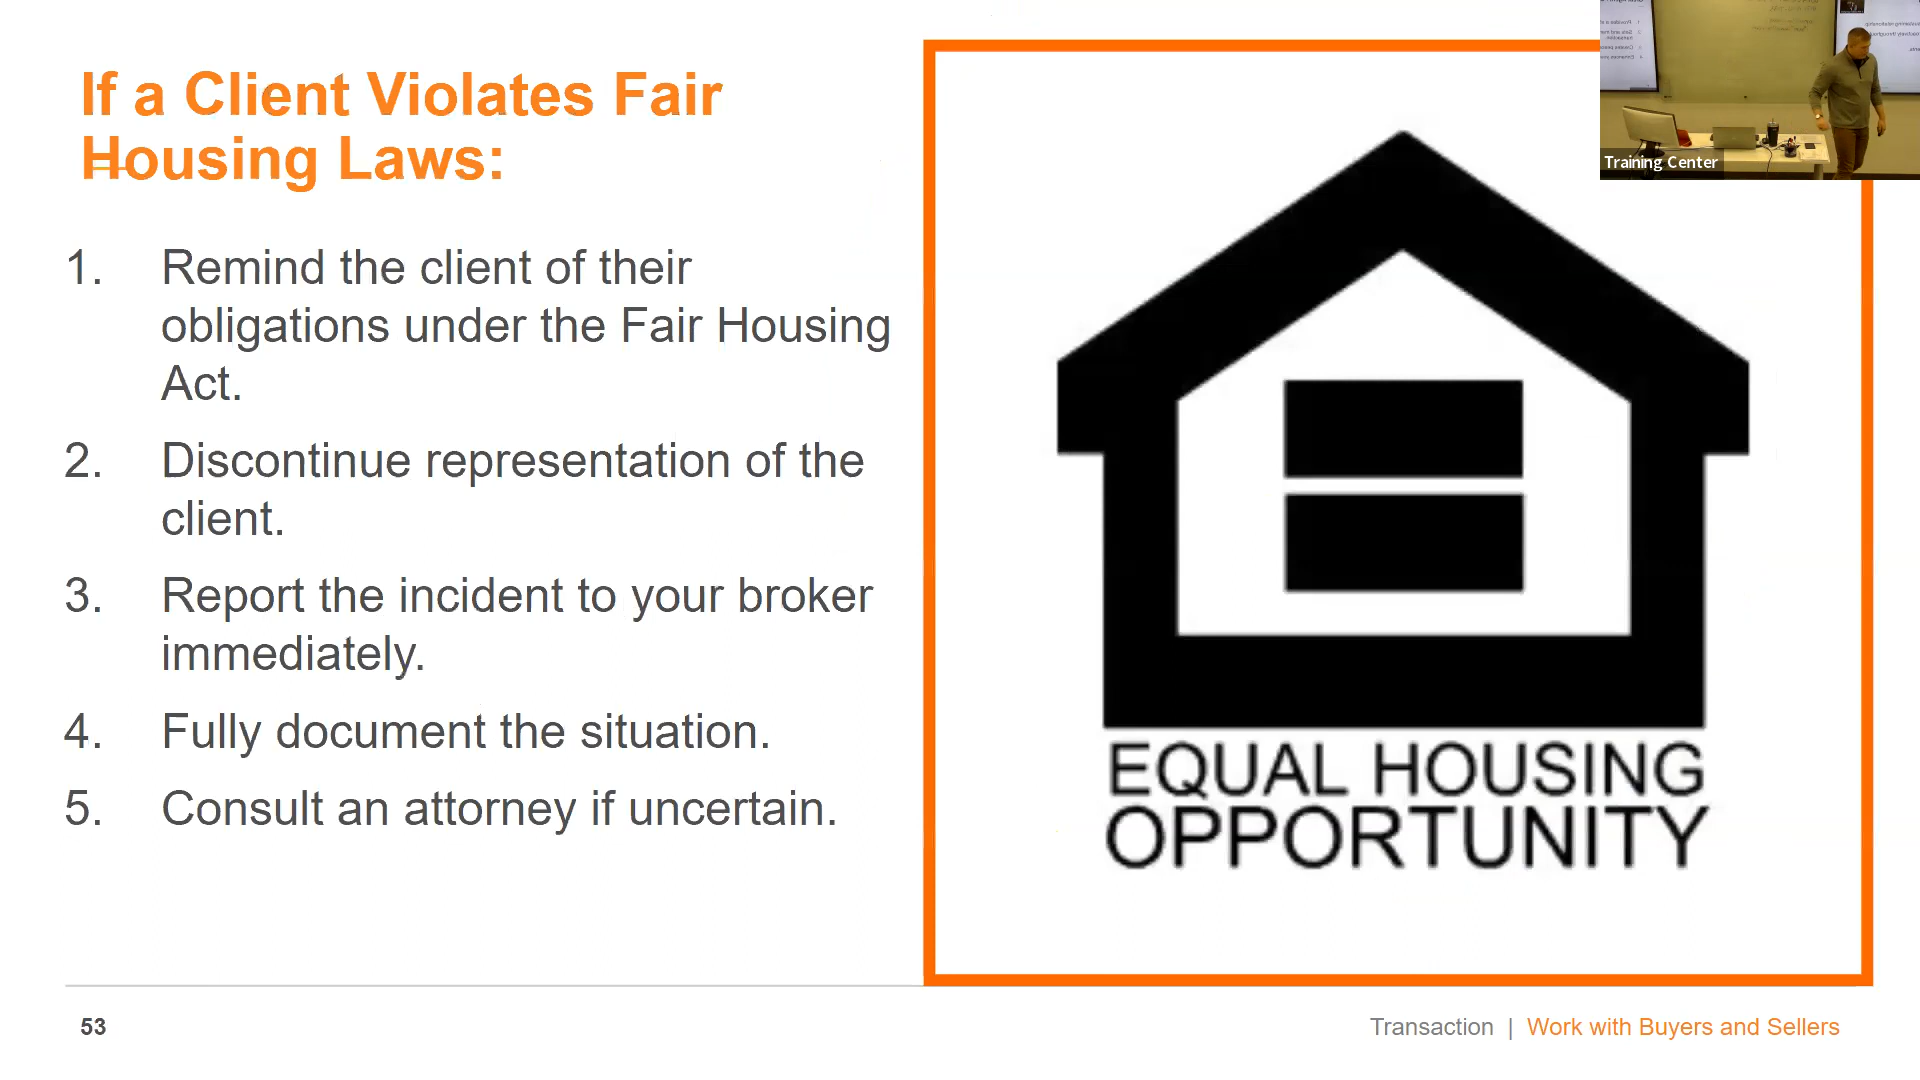 If a Client Violates Fair
Housing Laws:
1. Remind the client of their
obligations under the Fair Housing
Act.
2. Discontinue representation of the
client.
3. Report the incident to your broker
immediately.
4. Fully document the situation.
5. Consult an attorney if uncertain.
EQUAL HOUSING
OPPORTUNITY
Training Center
53
Transaction | Work with Buyers and Sellers